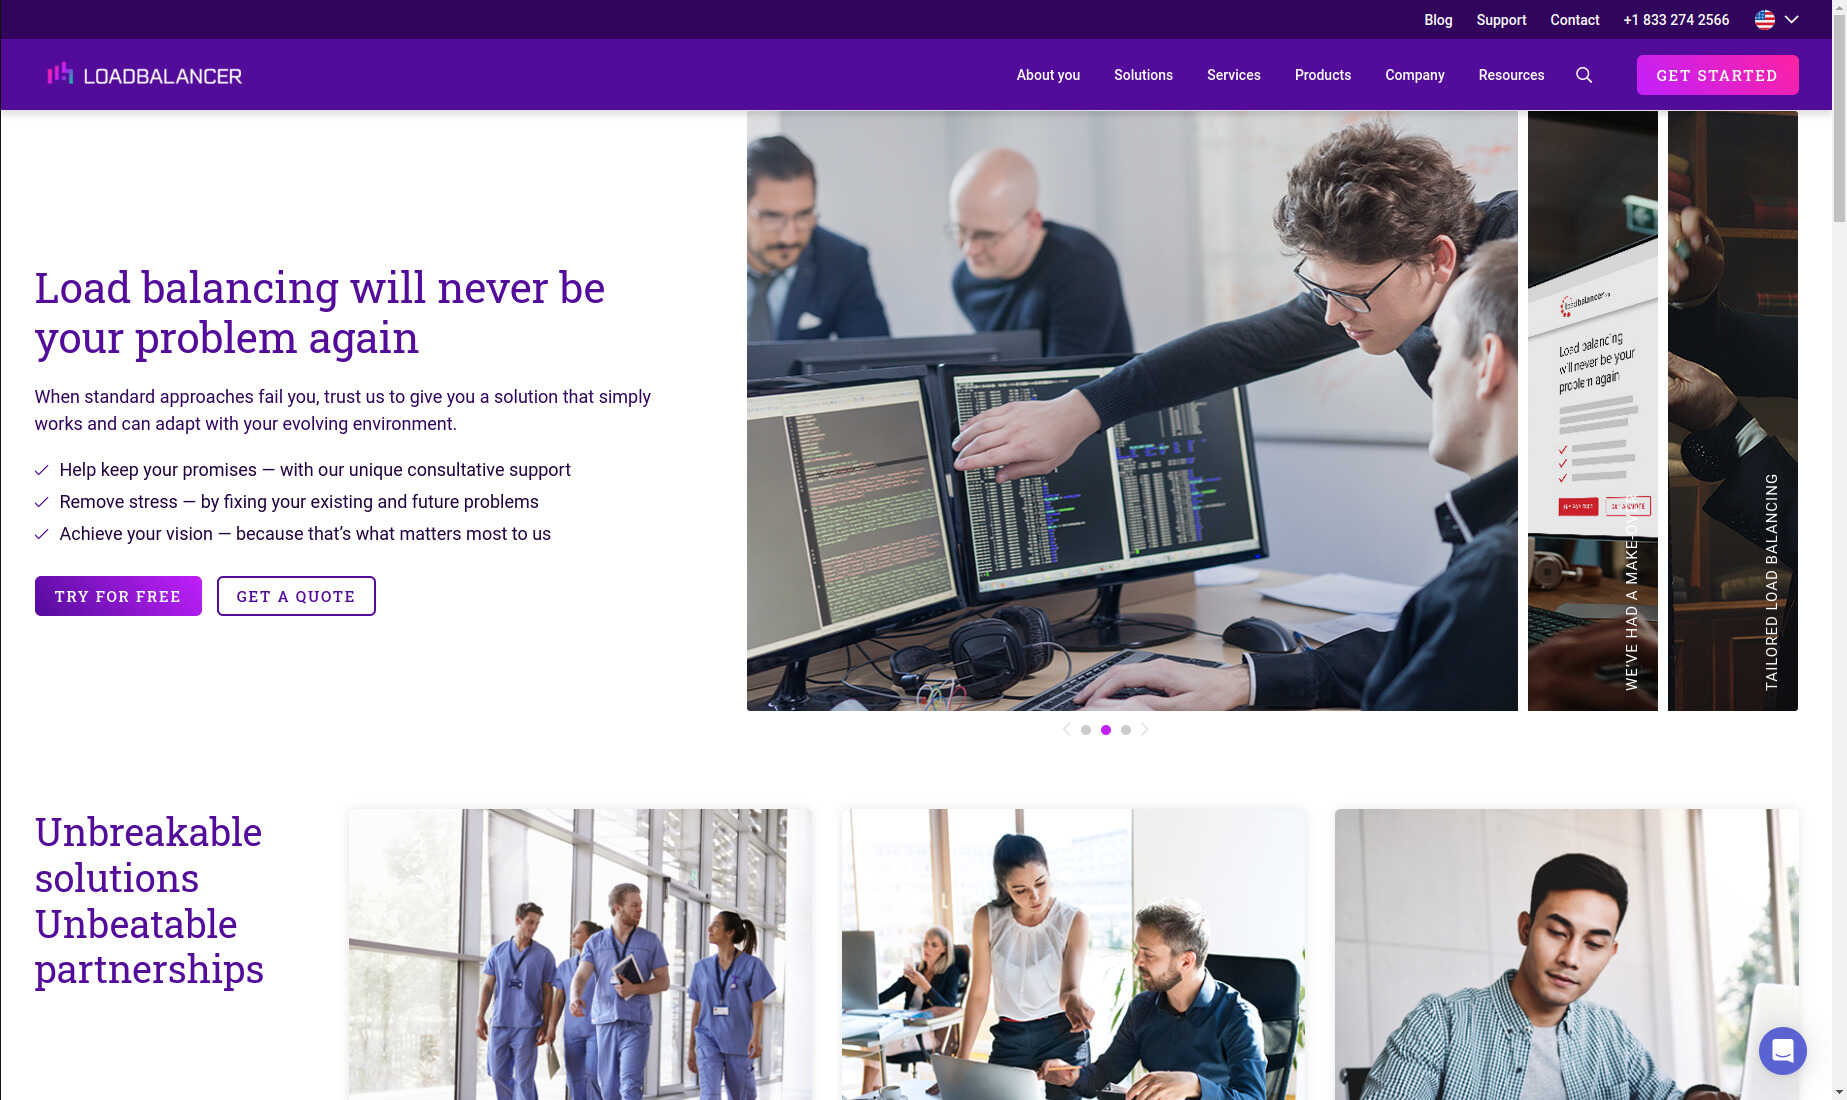 Blog Support Contact +1 833 274 2566
LOADBALANCER
About you Solutions Services Products Company Resources
GET STARTED
Load balancing will never be
your problem again
When standard approaches fail you, trust us to give you a solution that simply
works and can adapt with your evolving environment.
Help keep your promises — with our unique consultative support
Remove stress — by fixing your existing and future problems
Achieve your vision — because that’s what matters most to us
TRY FOR FREE
GET A QUOTE
loadbalancer
Load balancing
will never be your
problem again
WE'VE HAD A MAKE-OVER
TAILORED LOAD BALANCING
Unbreakable
solutions
Unbeatable
partnerships